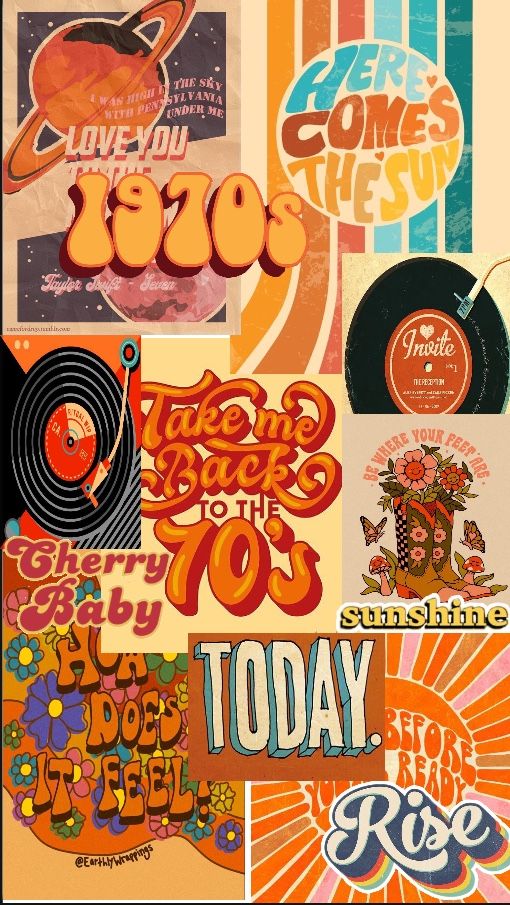 I WAS HIGH IN THE SKY
WITH PENNSYLVANIA
UNDER ME
LOVE YOU
1970s
Taylor Swift - Seven
HERE
COMES
THE SUN
Invite
THE RECEPTION
Take me
Back
TO THE
70's
BE WHERE YOUR FEET ARE
Cherry
Baby
sunshine
HOW
DOES
IT FEEL?
@EarthlyWrappings
TODAY.
BEFORE
READY
Rise